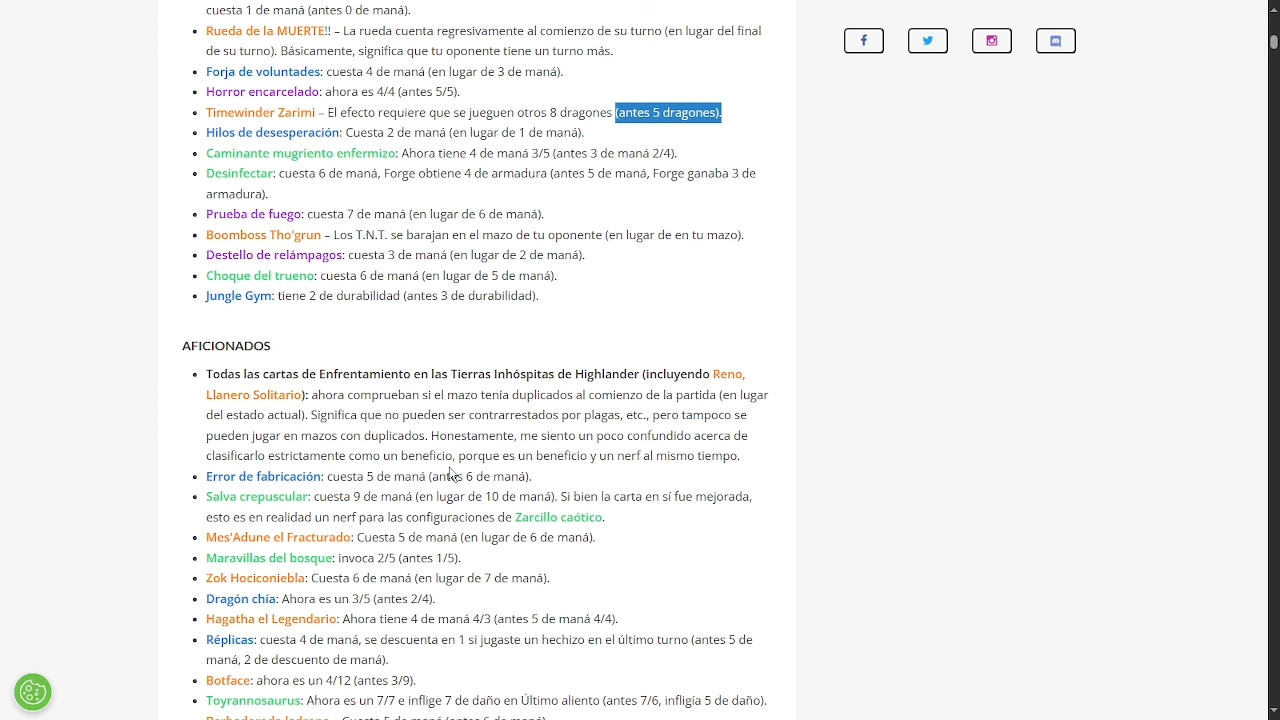 cuesta 1 de maná (antes 0 de maná).
Rueda de la MUERTE!! – La rueda cuenta regresivamente al comienzo de su turno (en lugar del final
de su turno). Básicamente, significa que tu oponente tiene un turno más.
Forja de voluntades: cuesta 4 de maná (en lugar de 3 de maná).
Horror encarcelado: ahora es 4/4 (antes 5/5).
Timewinder Zarimi – El efecto requiere que se jueguen otros 8 dragones (antes 5 dragones).
Hilos de desesperación: Cuesta 2 de maná (en lugar de 1 de maná).
Caminante mugriento enfermizo: Ahora tiene 4 de maná 3/5 (antes 3 de maná 2/4).
Desinfectar: cuesta 6 de maná, Forge obtiene 4 de armadura (antes 5 de maná, Forge ganaba 3 de
armadura).
Prueba de fuego: cuesta 7 de maná (en lugar de 6 de maná).
Boomboss Tho'grun – Los T.N.T. se barajan en el mazo de tu oponente (en lugar de en tu mazo).
Destello de relámpagos: cuesta 3 de maná (en lugar de 2 de maná).
Choque del trueno: cuesta 6 de maná (en lugar de 5 de maná).
Jungle Gym: tiene 2 de durabilidad (antes 3 de durabilidad).
AFICIONADOS
Todas las cartas de Enfrentamiento en las Tierras Inhóspitas de Highlander (incluyendo Reno,
Llanero Solitario): ahora comprueban si el mazo tenía duplicados al comienzo de la partida (en lugar
del estado actual). Significa que no pueden ser contrarrestados por plagas, etc., pero tampoco se
pueden jugar en mazos con duplicados. Honestamente, me siento un poco confundido acerca de
clasificarlo estrictamente como un beneficio, porque es un beneficio y un nerf al mismo tiempo.
Error de fabricación: cuesta 5 de maná (antes 6 de maná).
Salva crepuscular: cuesta 9 de maná (en lugar de 10 de maná). Si bien la carta en sí fue mejorada,
esto es en realidad un nerf para las configuraciones de Zarcillo caótico.
Mes'Adune el Fracturado: Cuesta 5 de maná (en lugar de 6 de maná).
Maravillas del bosque: invoca 2/5 (antes 1/5).
Zok Hociconiebla: Cuesta 6 de maná (en lugar de 7 de maná).
Dragón chía: Ahora es un 3/5 (antes 2/4).
Hagatha el Legendario: Ahora tiene 4 de maná 4/3 (antes 5 de maná 4/4).
Réplicas: cuesta 4 de maná, se descuenta en 1 si jugaste un hechizo en el último turno (antes 5 de
maná, 2 de descuento de maná).
Botface: ahora es un 4/12 (antes 3/9).
Toyrannosaurus: Ahora es un 7/7 e inflige 7 de daño en Último aliento (antes 7/6, infligía 5 de daño).